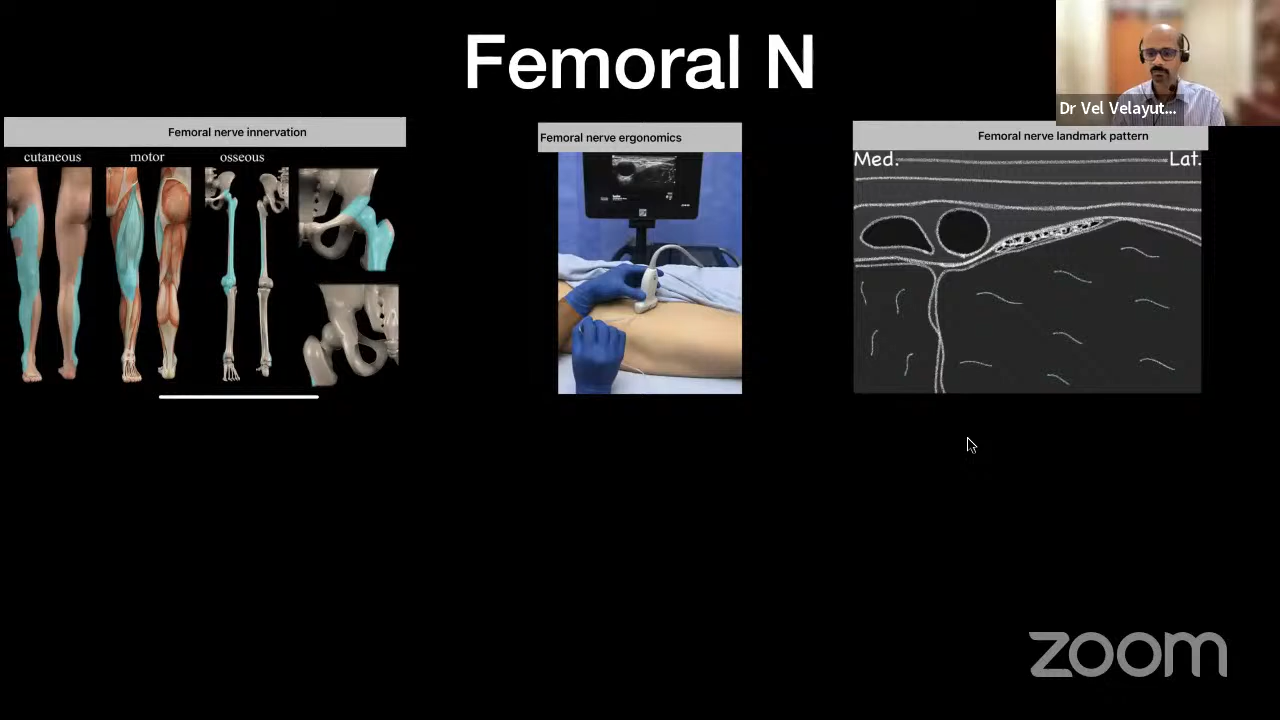 Femoral N
Dr Vel Velayut...
Femoral nerve innervation
cutaneous
motor
osseous
Femoral nerve ergonomics
Femoral nerve landmark pattern
Med.
Lat.
zoom